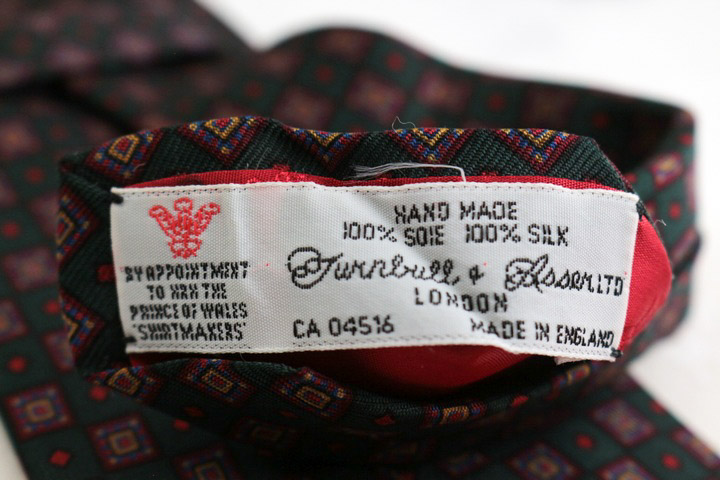 BY APPOINTMENT
TO HRH THE
PRINCE OF WALES
'SHIRTMAKERS'
HAND MADE
100% SOIE 100% SILK
Turnbull & Asser LTD
LONDON
CA 04516 MADE IN ENGLAND